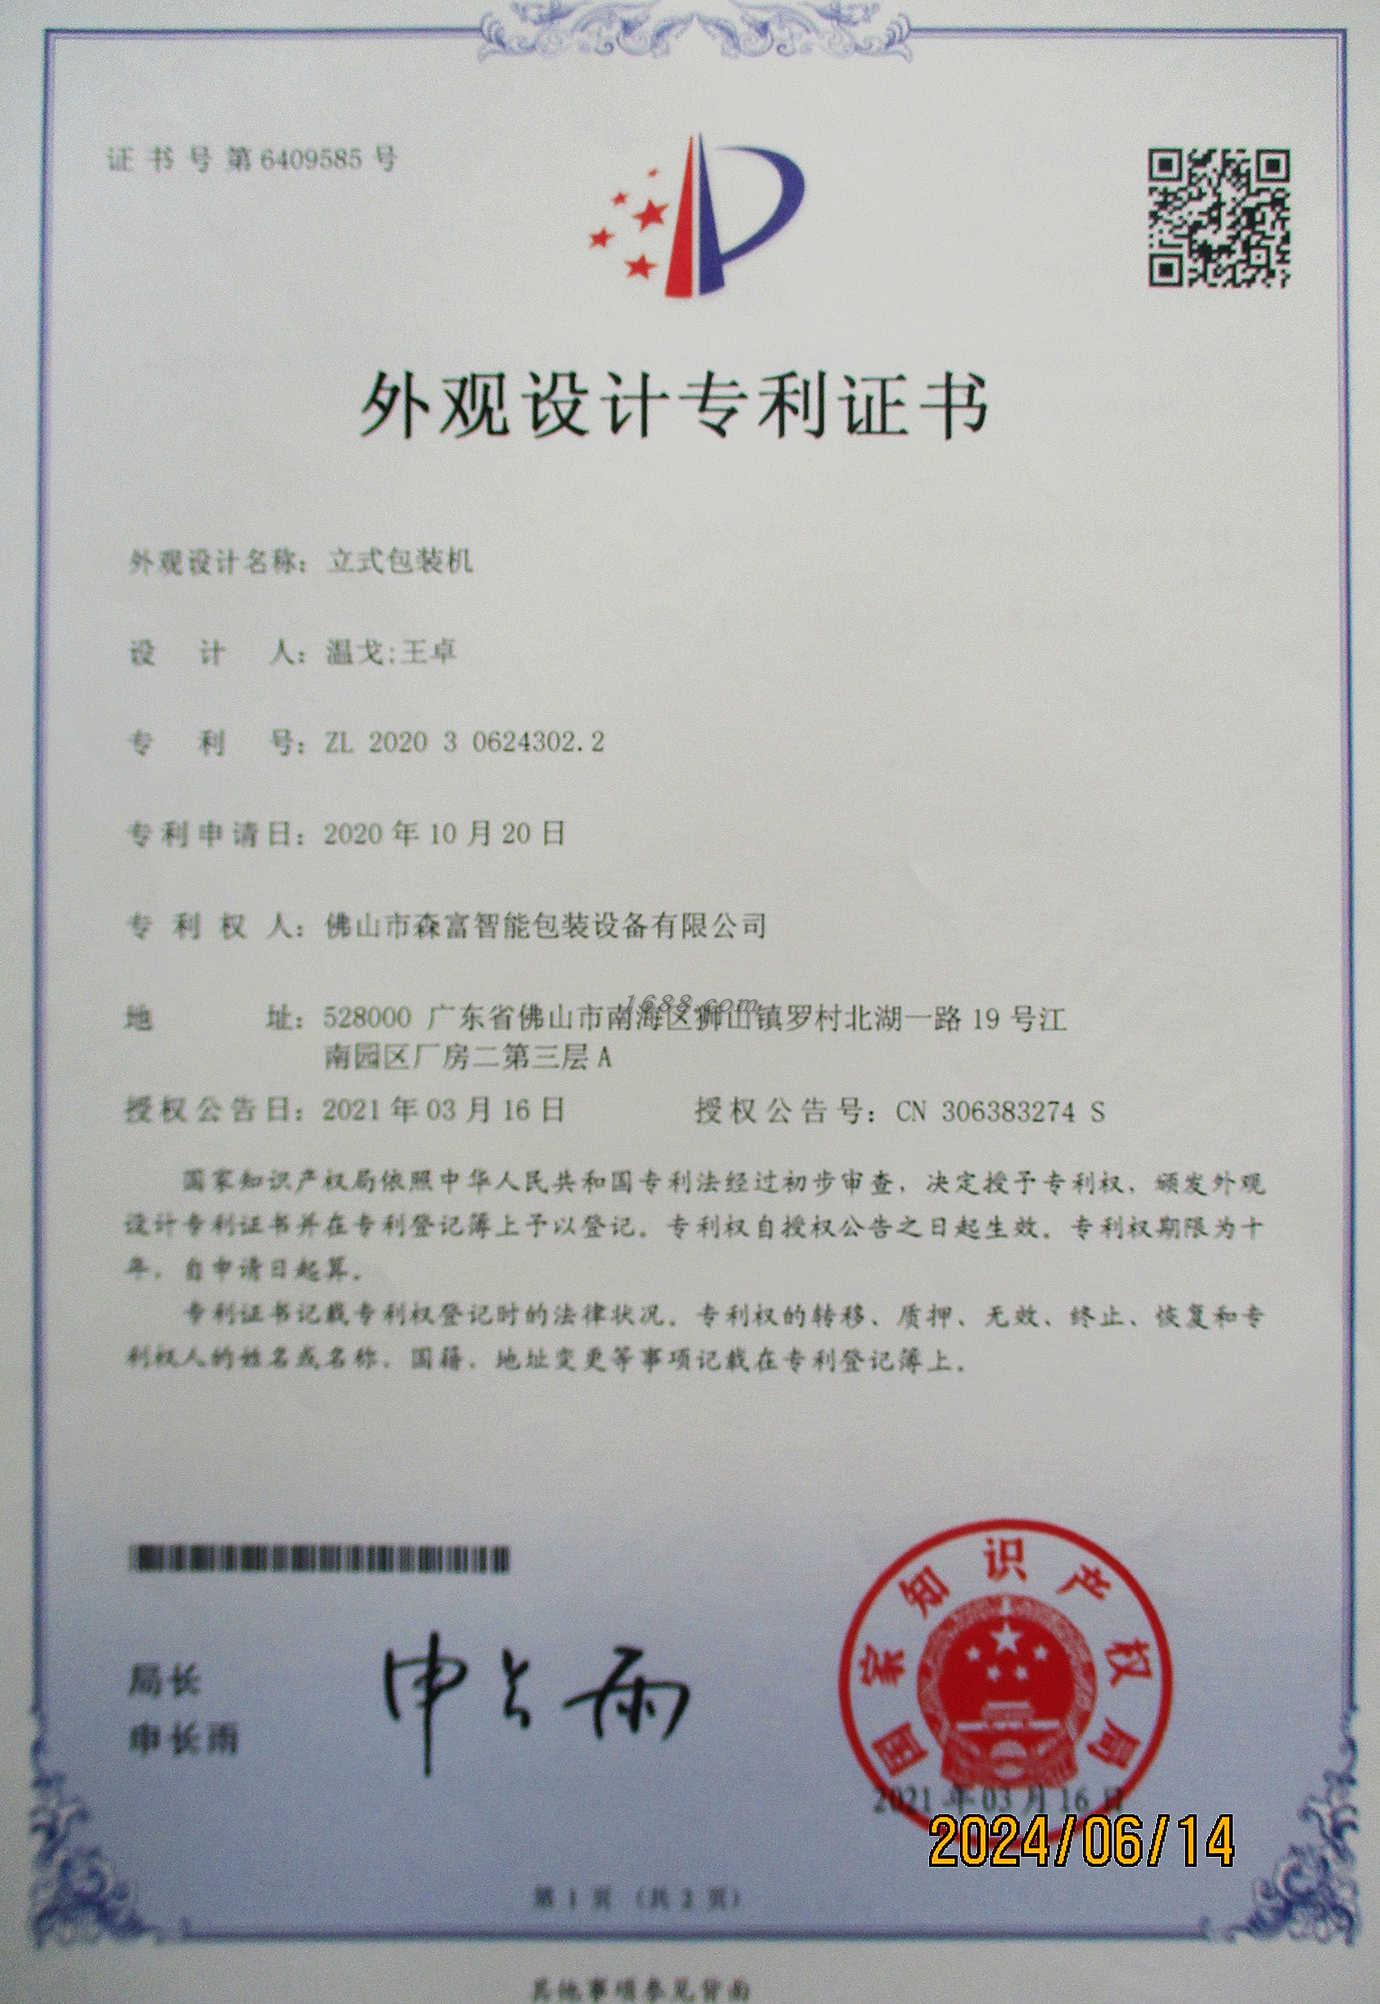 证书号第6409585号
外观设计专利证书
外观设计名称：立式包装机
设计人：温戈;王卓
专利号：ZL 2020 3 0624302.2
专利申请日：2020年10月20日
专利权人：佛山市森富智能包装设备有限公司
1688.com
地址：528000 广东省佛山市南海区狮山镇罗村北湖一路19号江
南园区厂房二第三层A
授权公告日：2021年03月16日 授权公告号：CN 306383274 S
国家知识产权局依照中华人民共和国专利法经过初步审查，决定授予专利权，颁发外观
设计专利证书并在专利登记簿上予以登记。专利权自授权公告之日起生效。专利权期限为十
年，自申请日起算。
专利证书记载专利权登记时的法律状况。专利权的转移、质押、无效、终止、恢复和专
利权人的姓名或名称、国籍、地址变更等事项记载在专利登记簿上。
局长
申长雨
申长雨
国家知识产权局
2021年03月16日
2024/06/14
第1页（共2页）
其他事项参见背面